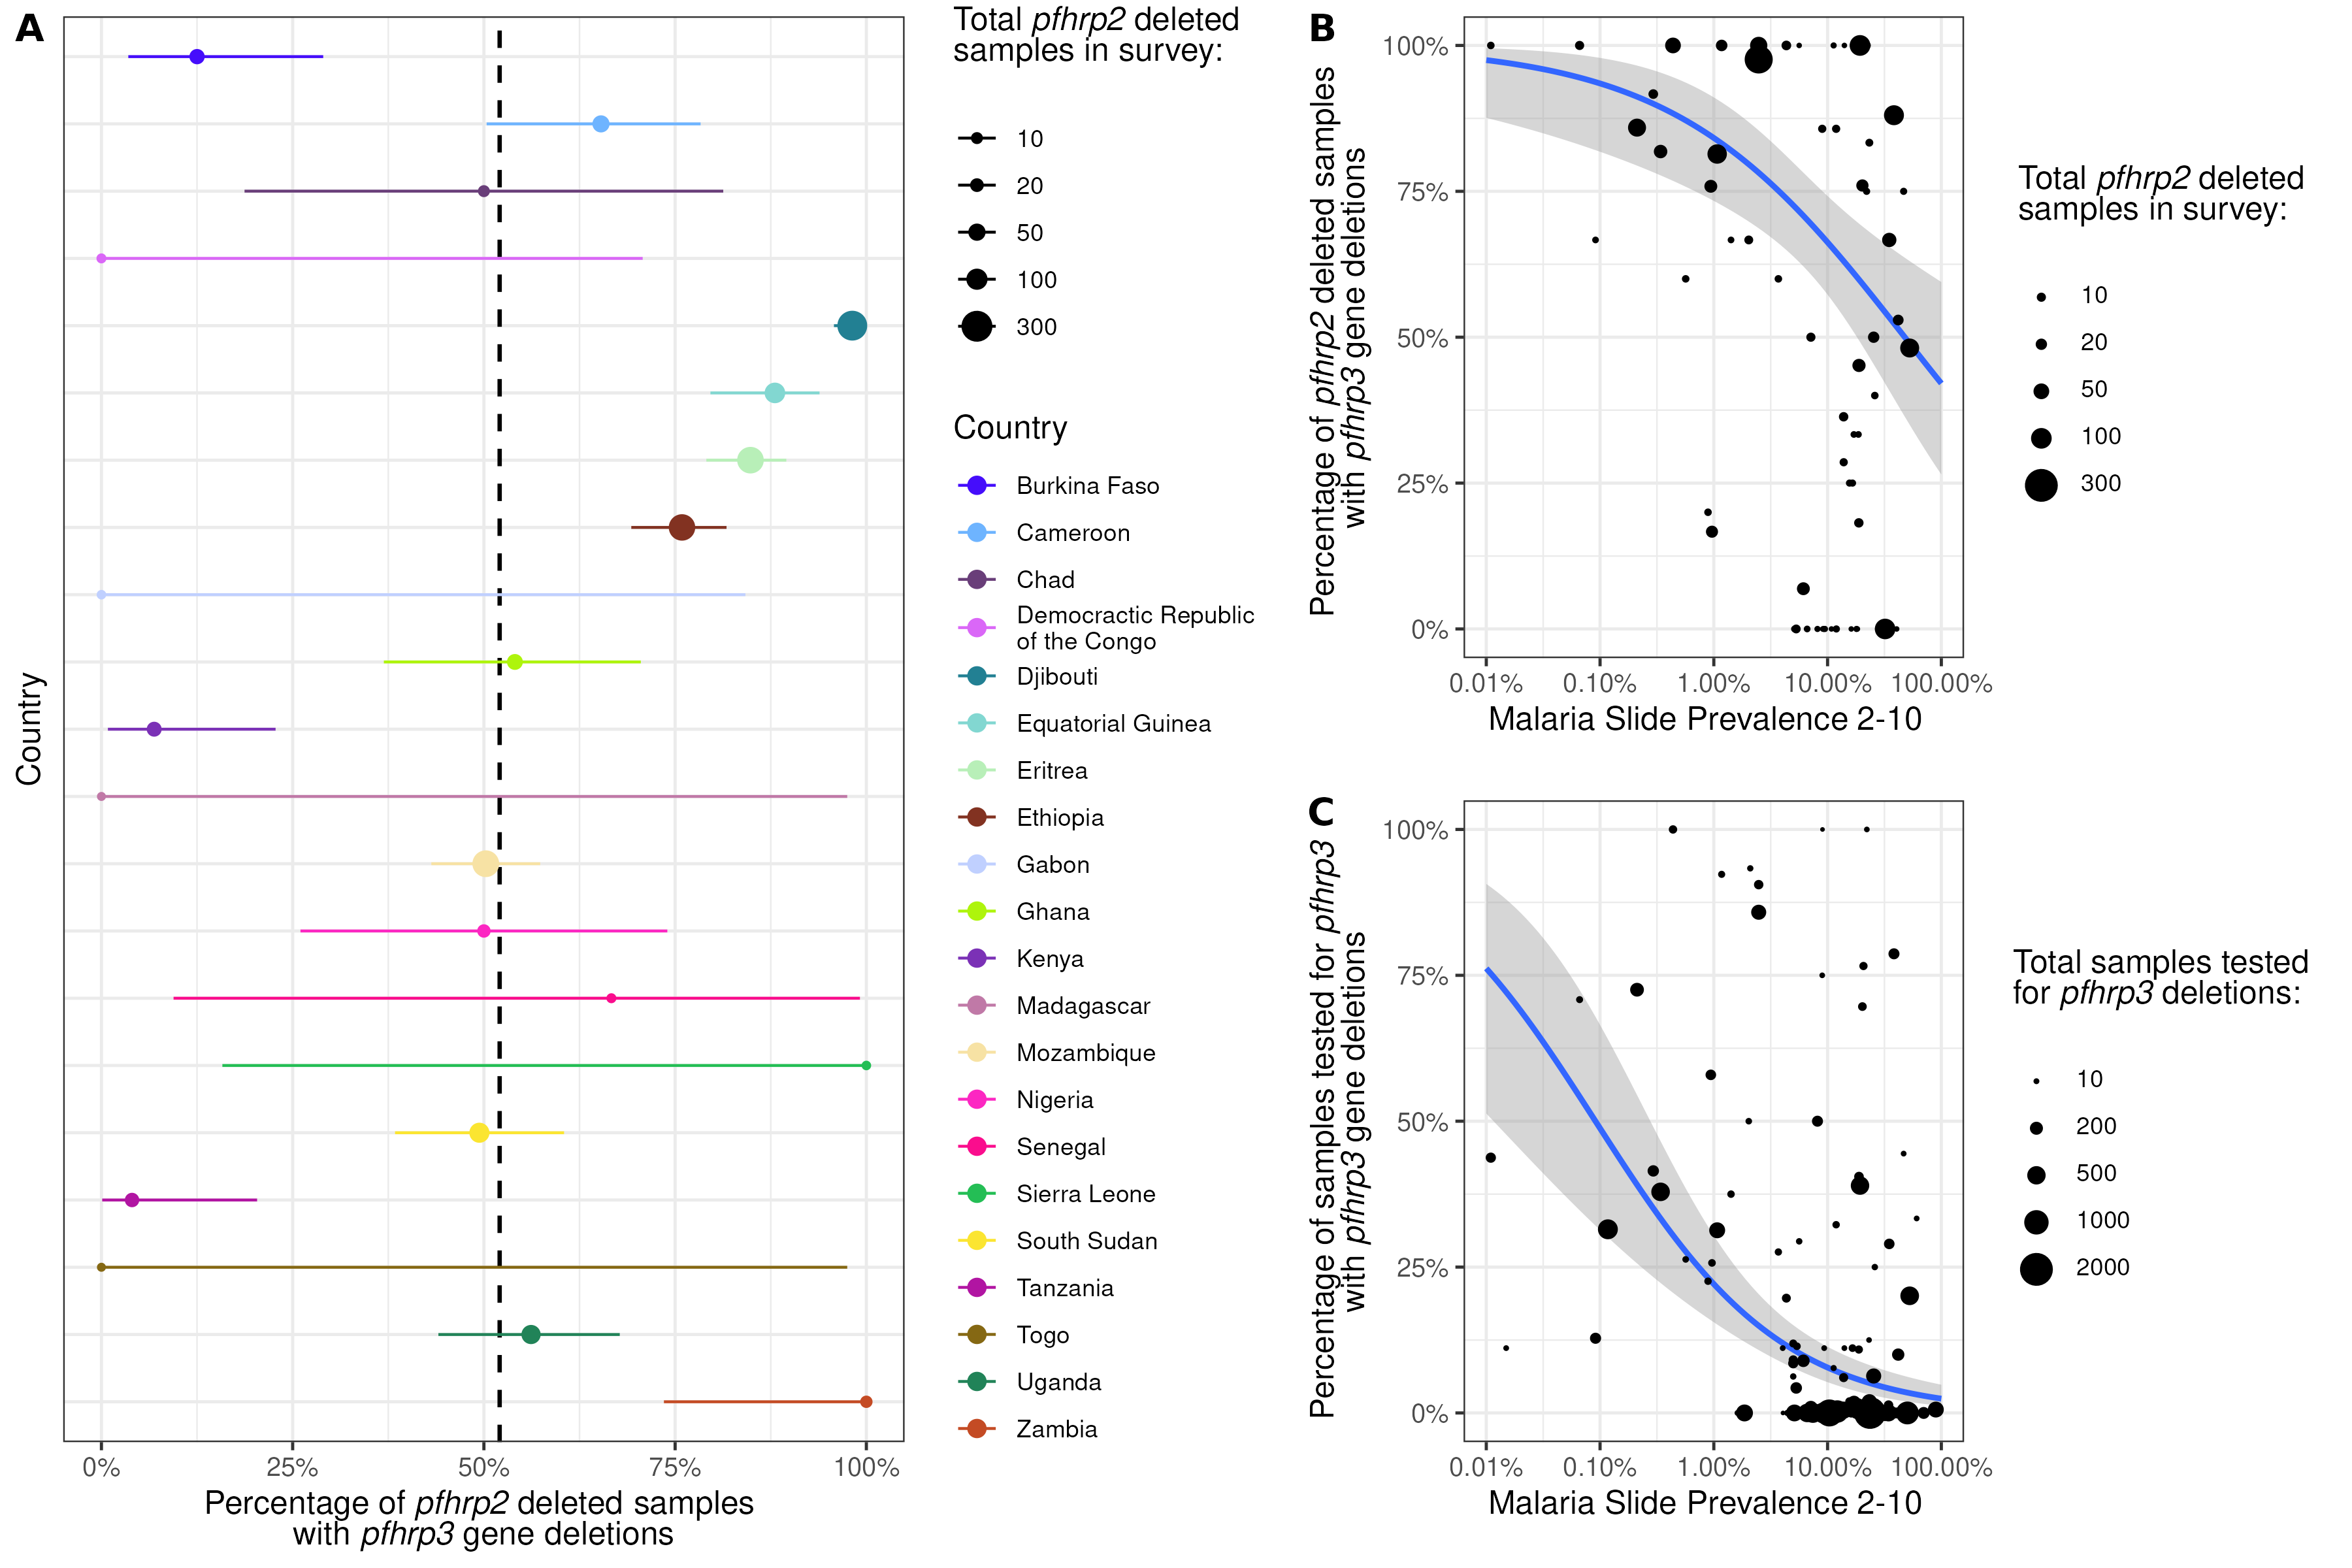 A
Country
0%
25%
50%
75%
100%
Percentage of pfhrp2 deleted samples
with pfhrp3 gene deletions
Total pfhrp2 deleted
samples in survey:
10
20
50
100
300
Country
Burkina Faso
Cameroon
Chad
Democractic Republic
of the Congo
Djibouti
Equatorial Guinea
Eritrea
Ethiopia
Gabon
Ghana
Kenya
Madagascar
Mozambique
Nigeria
Senegal
Sierra Leone
South Sudan
Tanzania
Togo
Uganda
Zambia
B
Percentage of pfhrp2 deleted samples
with pfhrp3 gene deletions
100%
75%
50%
25%
0%
0.01%
0.10%
1.00%
10.00%
100.00%
Malaria Slide Prevalence 2-10
Total pfhrp2 deleted
samples in survey:
10
20
50
100
300
C
Percentage of samples tested for pfhrp3
with pfhrp3 gene deletions
100%
75%
50%
25%
0%
0.01%
0.10%
1.00%
10.00%
100.00%
Malaria Slide Prevalence 2-10
Total samples tested
for pfhrp3 deletions:
10
200
500
1000
2000